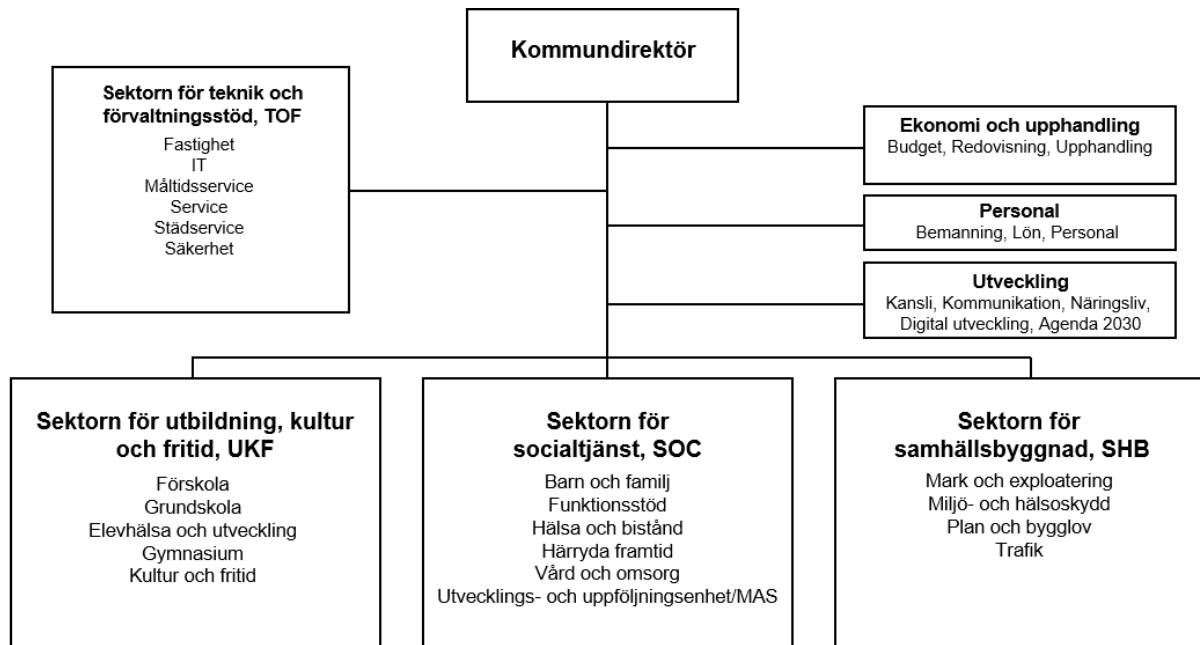 Kommundirektör
Sektorn för teknik och
förvaltningsstöd, TOF
Fastighet
IT
Måltidsservice
Service
Städservice
Säkerhet
Ekonomi och upphandling
Budget, Redovisning, Upphandling
Personal
Bemanning, Lön, Personal
Utveckling
Kansli, Kommunikation, Näringsliv,
Digital utveckling, Agenda 2030
Sektorn för utbildning, kultur
och fritid, UKF
Förskola
Grundskola
Elevhälsa och utveckling
Gymnasium
Kultur och fritid
Sektorn för
socialtjänst, SOC
Barn och familj
Funktionsstöd
Hälsa och bistånd
Härryda framtid
Vård och omsorg
Utvecklings- och uppföljningsenhet/MAS
Sektorn för
samhällsbyggnad, SHB
Mark och exploatering
Miljö- och hälsoskydd
Plan och bygglov
Trafik